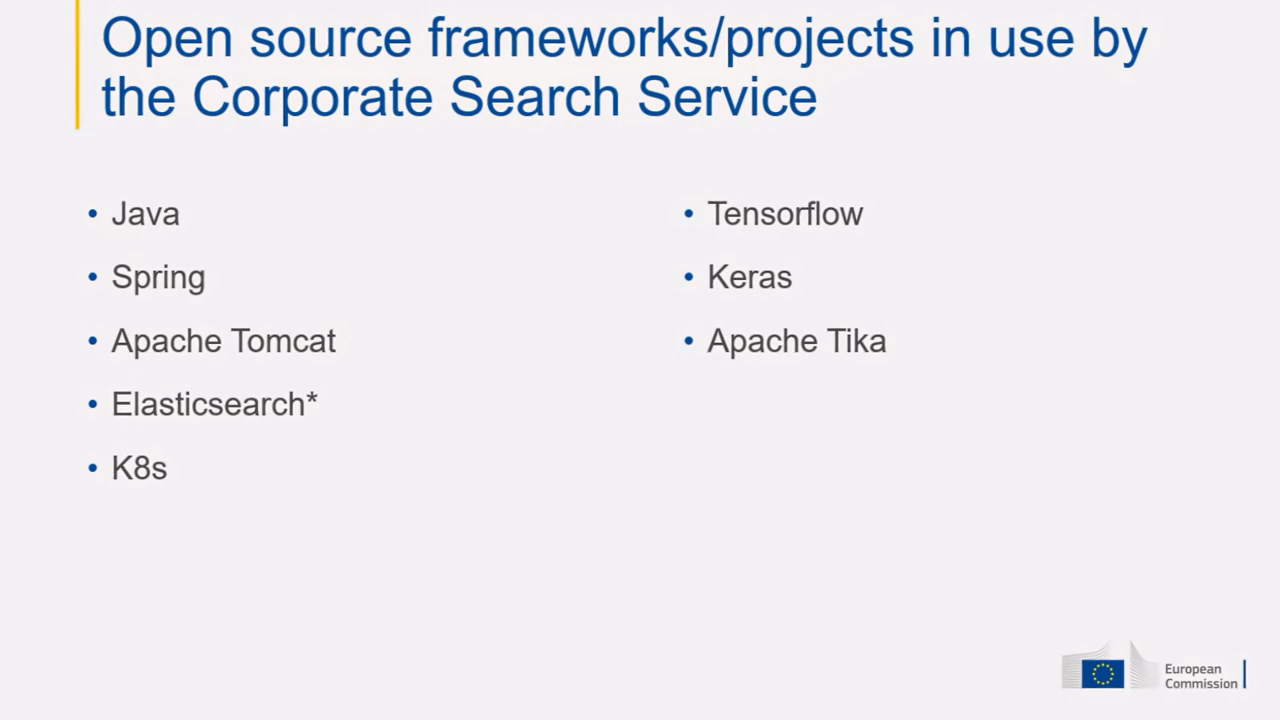 Open source frameworks/projects in use by
the Corporate Search Service
• Java
• Spring
• Apache Tomcat
• Elasticsearch*
• K8s
• Tensorflow
• Keras
• Apache Tika
European
Commission